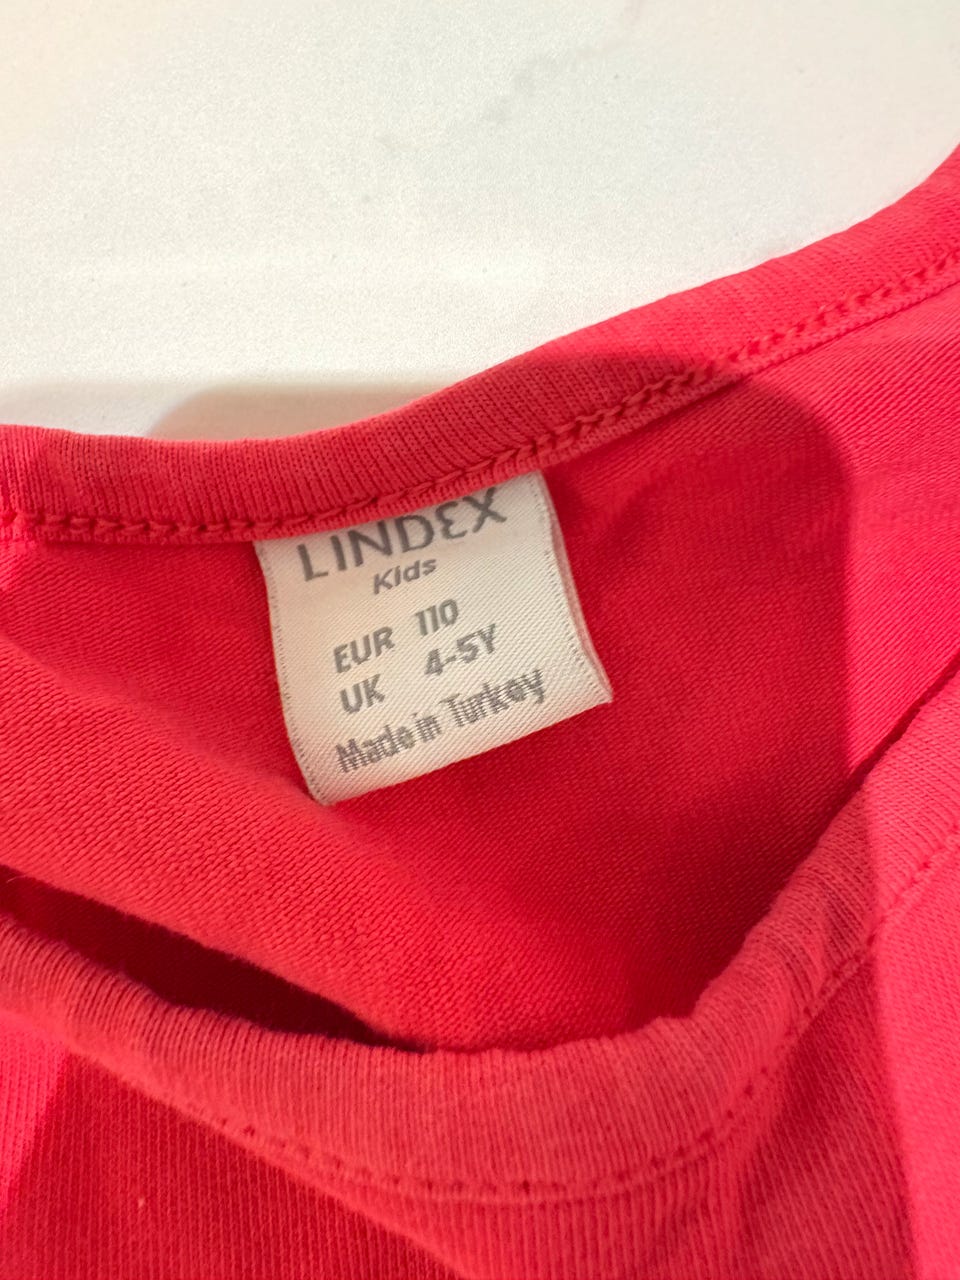 LINDEX
Kids
EUR 110
UK 4-5Y
Made in Turkey